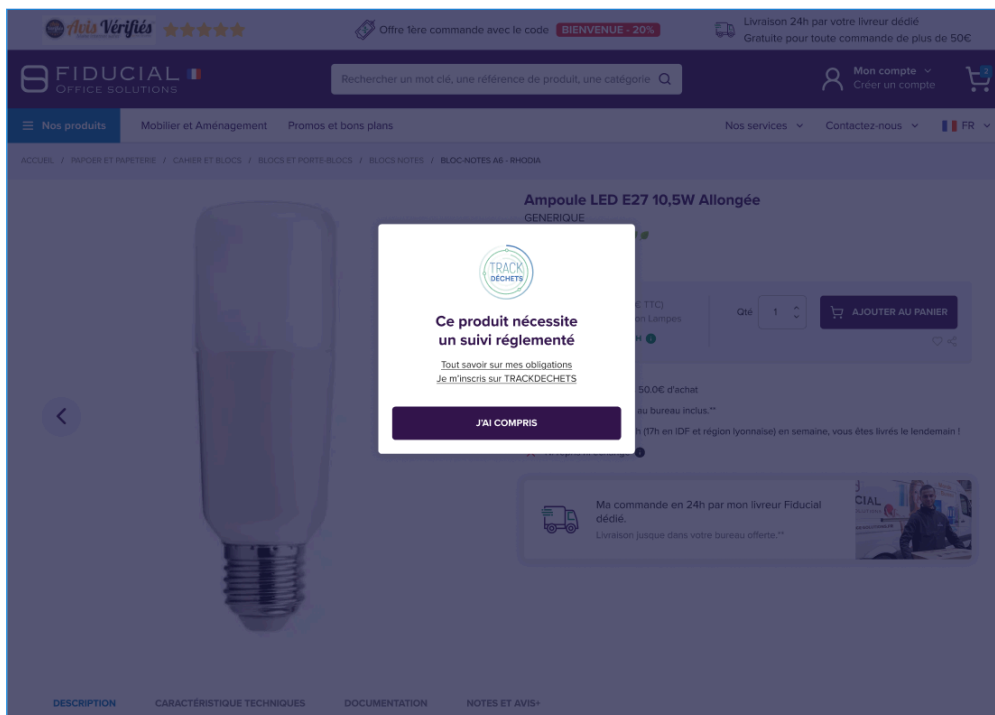 Avis Vérifiés
Offre 1ère commande avec le code BIENVENUE - 20%
Livraison 24h par votre livreur dédié
Gratuite pour toute commande de plus de 50€
FIDUCIAL
OFFICE SOLUTIONS
Rechercher un mot clé, une référence de produit, une catégorie
Mon compte
Créer un compte
2
Nos produits
Mobilier et Aménagement
Promos et bons plans
Nos services
Contactez-nous
FR
ACCUEIL / PAPIER ET PAPETERIE / CAHIER ET BLOCS / BLOCS ET PORTE-BLOCS / BLOCS NOTES / BLOC-NOTES A6 - RHODIA
Ampoule LED E27 10,5W Allongée
GENERIQUE
TRACK
DÉCHETS
Ce produit nécessite
un suivi réglementé
Tout savoir sur mes obligations
Je m'inscris sur TRACKDECHETS
J'AI COMPRIS
TTC)
Lampes
Qté
1
AJOUTER AU PANIER
50.0€ d'achat
au bureau inclus.**
(17h en IDF et région lyonnaise) en semaine, vous êtes livrés le lendemain !
Ma commande en 24h par mon livreur Fiducial
dédié.
Livraison jusque dans votre bureau offerte.**
CIAL
DESCRIPTION
CARACTÉRISTIQUE TECHNIQUES
DOCUMENTATION
NOTES ET AVIS+